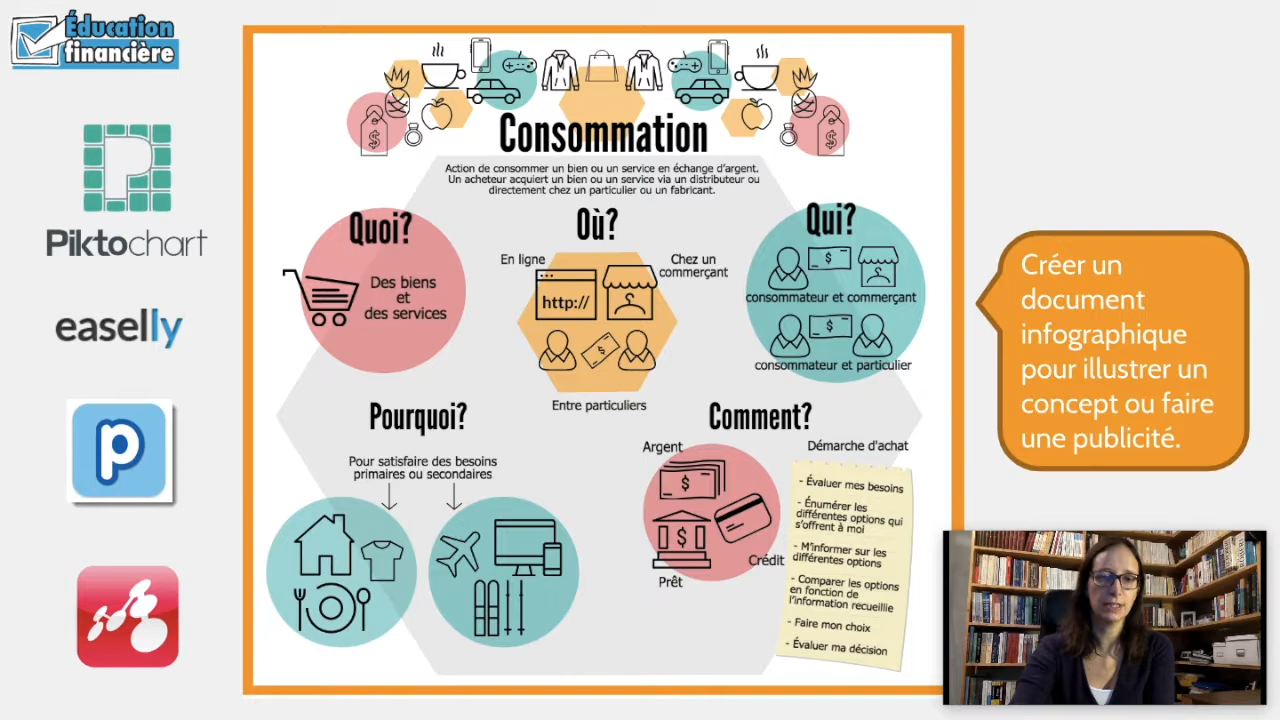 Éducation
financière
Piktochart
easelly
p
Consommation
Action de consommer un bien ou un service en échange d'argent.
Un acheteur acquiert un bien ou un service via un distributeur ou
directement chez un particulier ou un fabricant.
Quoi?
Des biens
et
des services
Où?
En ligne
Chez un
commerçant
http://
Entre particuliers
Qui?
consommateur et commerçant
consommateur et particulier
Pourquoi?
Pour satisfaire des besoins
primaires ou secondaires
Comment?
Argent
Crédit
Prêt
Démarche d'achat
- Évaluer mes besoins
- Énumérer les
différentes options qui
s'offrent à moi
- M'informer sur les
différentes options
- Comparer les options
en fonction de
l'information recueillie
- Faire mon choix
- Évaluer ma décision
Créer un
document
infographique
pour illustrer un
concept ou faire
une publicité.